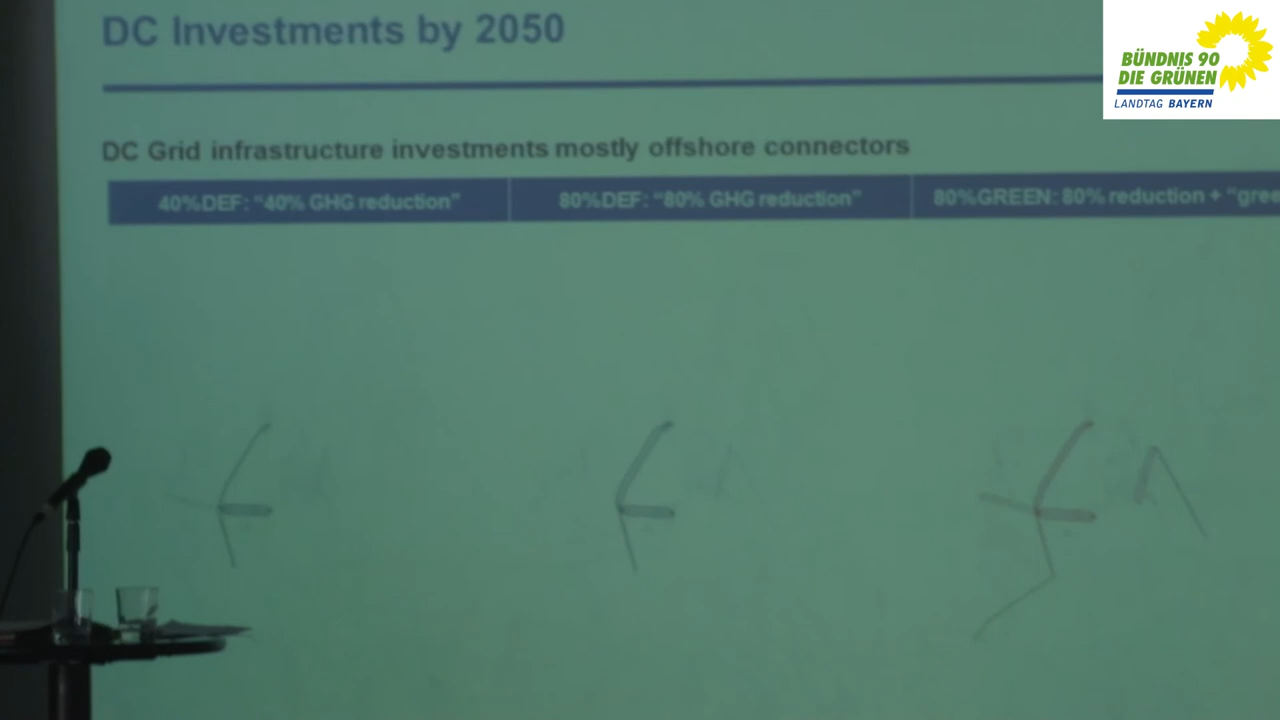 DC Investments by 2050
BÜNDNIS 90
DIE GRÜNEN
LANDTAG BAYERN
DC Grid infrastructure investments mostly offshore connectors
40%DEF: “40% GHG reduction”
80%DEF: “80% GHG reduction”
80%GREEN: 80% reduction + “gree